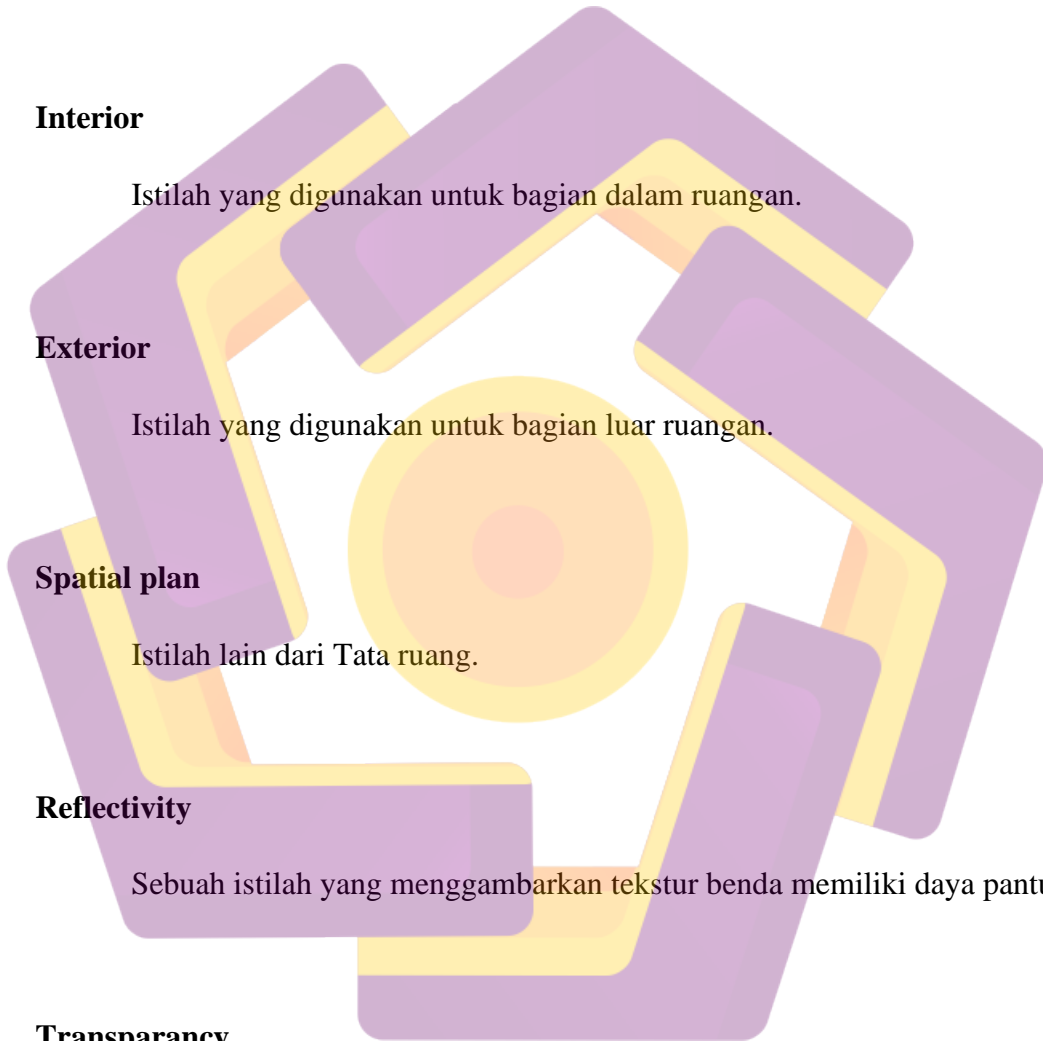 Interior
Istilah yang digunakan untuk bagian dalam ruangan.
Exterior
Istilah yang digunakan untuk bagian luar ruangan.
Spatial plan
Istilah lain dari Tata ruang.
Reflectivity
Sebuah istilah yang menggambarkan tekstur benda memiliki daya
Transparancy